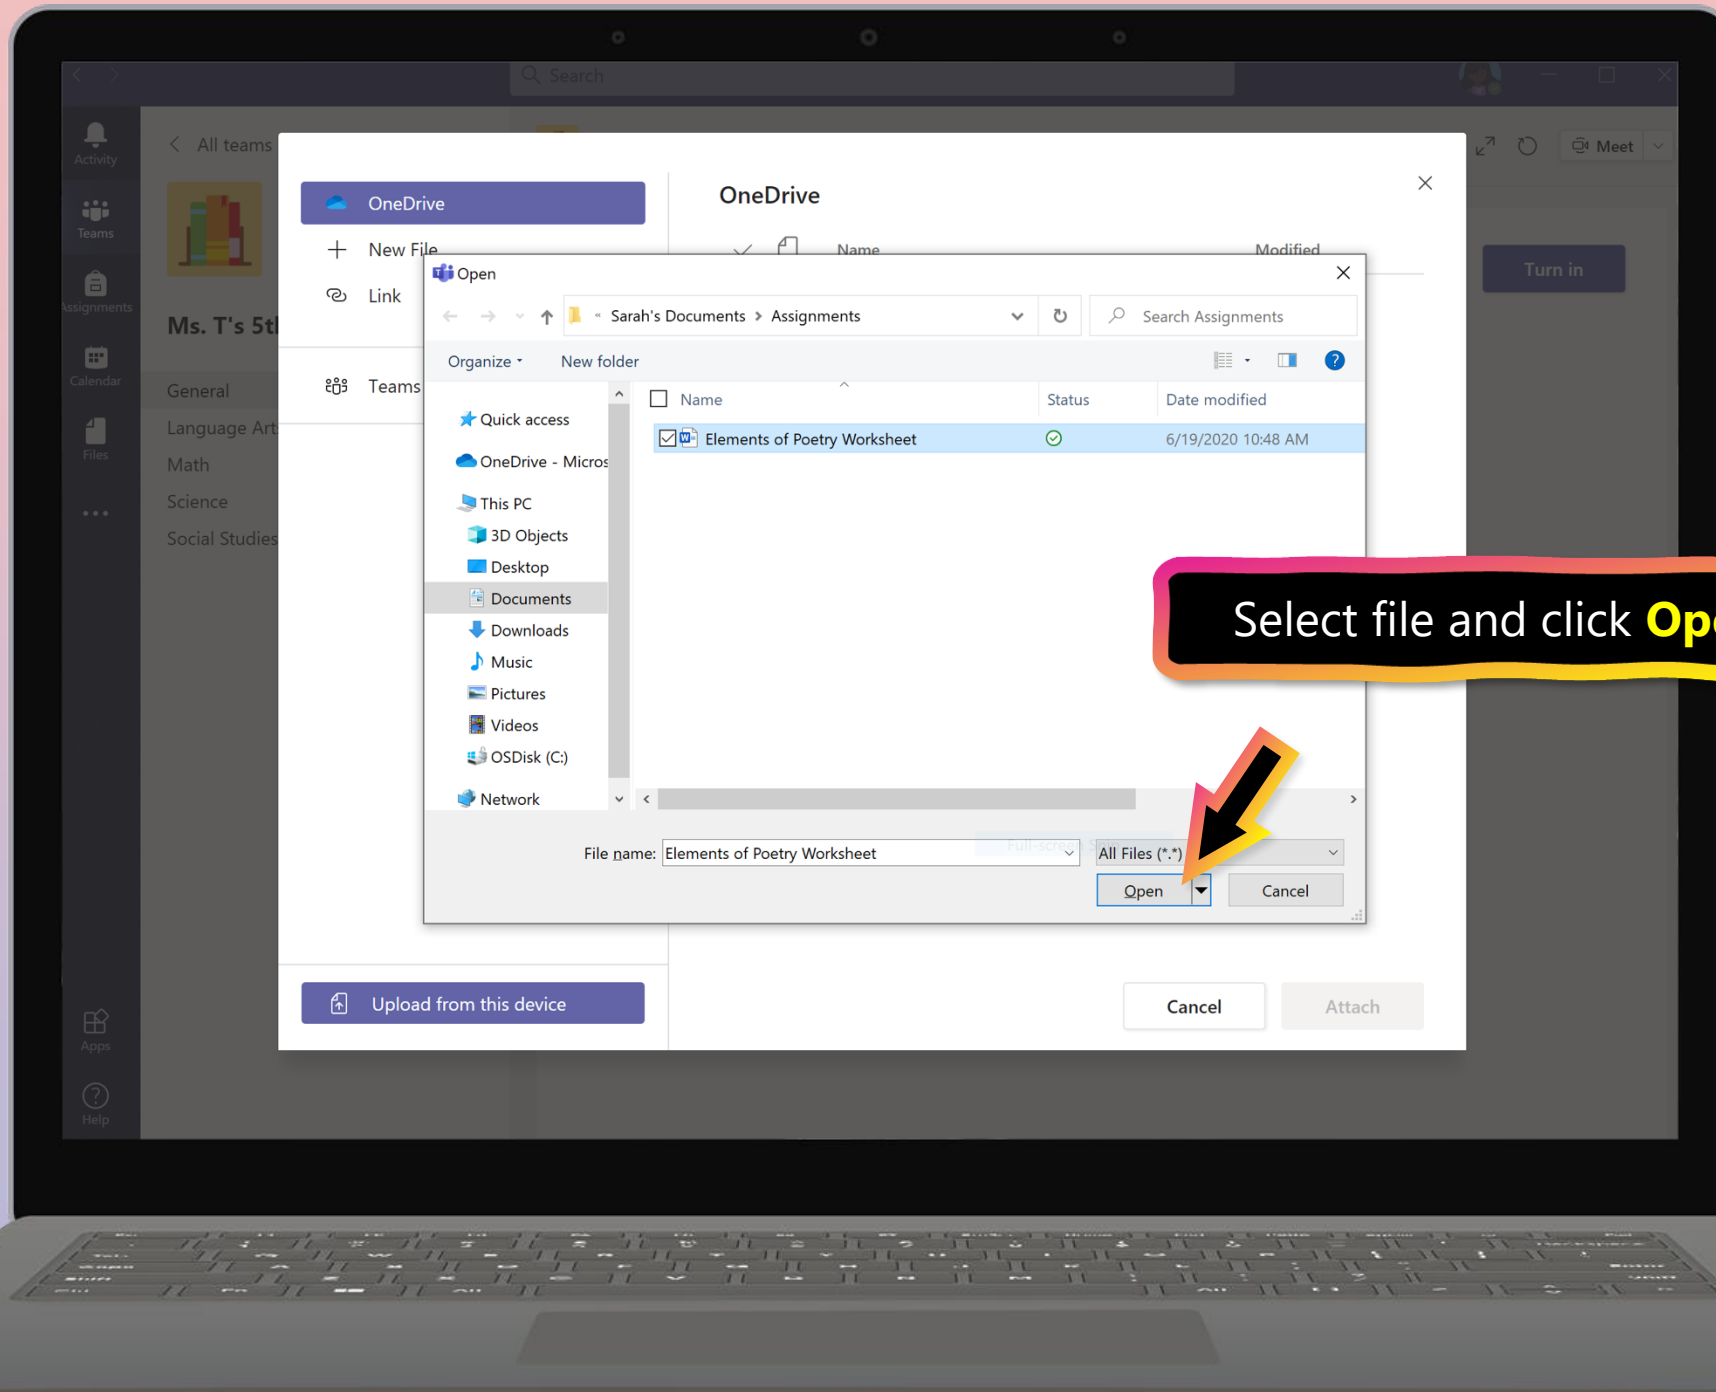 Search
Activity
Teams
Assignments
Calendar
Files
Apps
Help
All teams
Ms. T's 5th
General
Language Art
Math
Science
Social Studies
Meet
Turn in
OneDrive
New File
Link
Teams
Upload from this device
OneDrive
Name Modified
Cancel Attach
Open
« Sarah's Documents > Assignments
Search Assignments
Organize New folder
Quick access
OneDrive - Micros
This PC
3D Objects
Desktop
Documents
Downloads
Music
Pictures
Videos
OSDisk (C:)
Network
Name Status Date modified
Elements of Poetry Worksheet 6/19/2020 10:48 AM
File name: Elements of Poetry Worksheet
All Files (*.*)
Full-screen
Open Cancel
Select file and click Ope